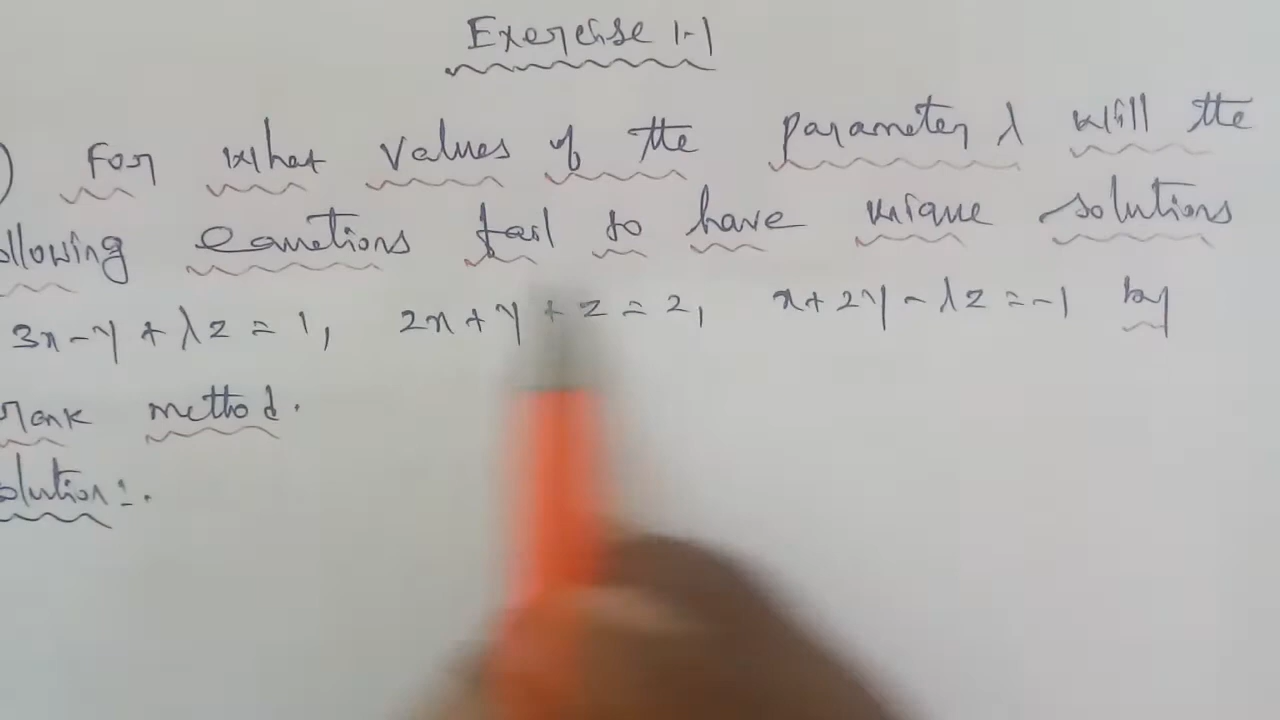 Exercise 1.1
) For what values of the parameter λ will the
ollowing equations fail to have unique solutions
3x - y + λz = 1, 2x + y + z = 2, x + 2y - λz = -1 by
rank method.
olution:-